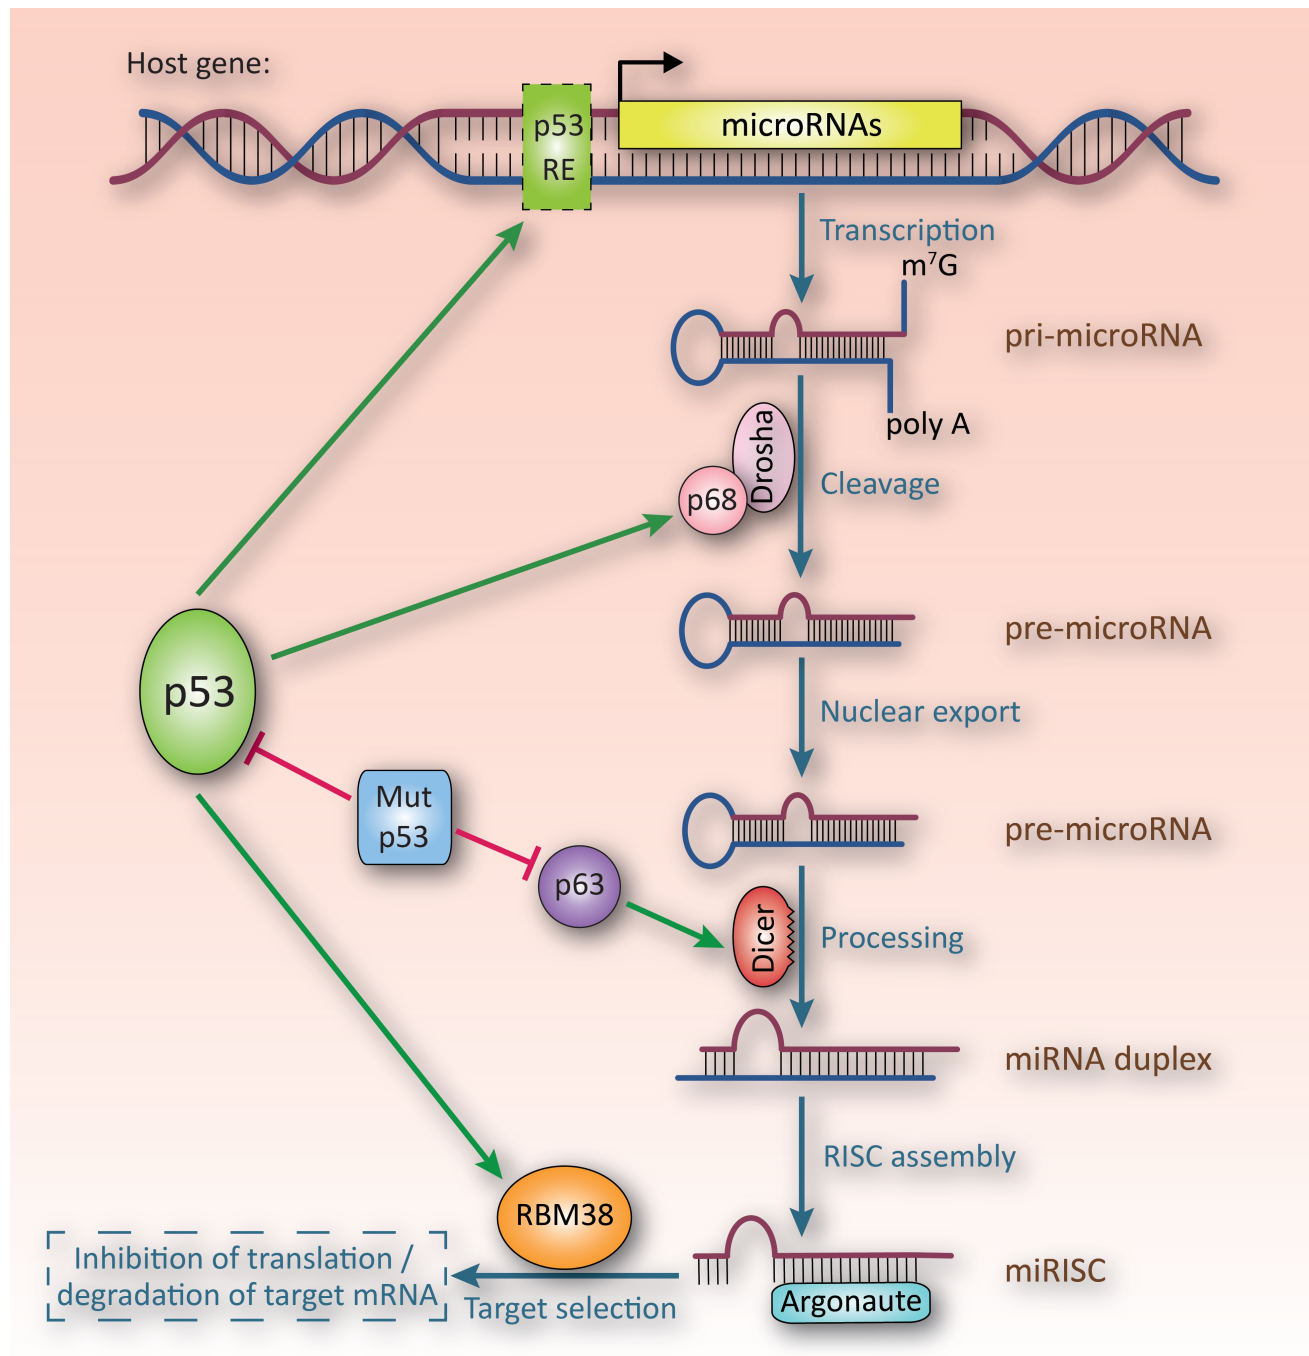 Host gene:
p53
RE
microRNAs
Transcription
m⁷G
pri-microRNA
poly A
Drosha
p68
Cleavage
pre-microRNA
p53
Nuclear export
Mut
p53
pre-microRNA
p63
Dicer
Processing
miRNA duplex
RISC assembly
RBM38
Inhibition of translation /
degradation of target mRNA
Target selection
miRISC
Argonaute